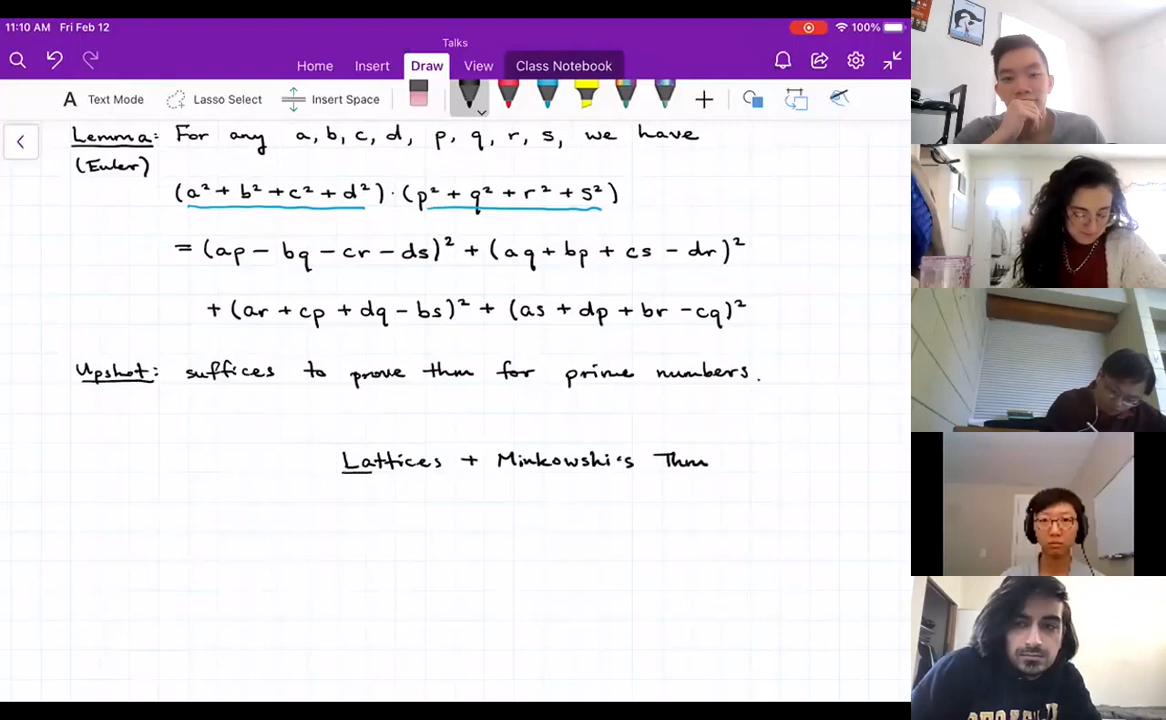 11:10 AM Fri Feb 12
100%
Talks
Home Insert Draw View Class Notebook
Text Mode Lasso Select Insert Space
Lemma: For any a, b, c, d, p, q, r, s, we have
(Euler)
(a² + b² + c² + d²) · (p² + q² + r² + s²)
= (ap − bq − cr − ds)² + (aq + bp + cs − dr)²
+ (ar + cp + dq − bs)² + (as + dp + br − cq)²
Upshot: suffices to prove thm for prime numbers.
Lattices + Minkowski's Thm